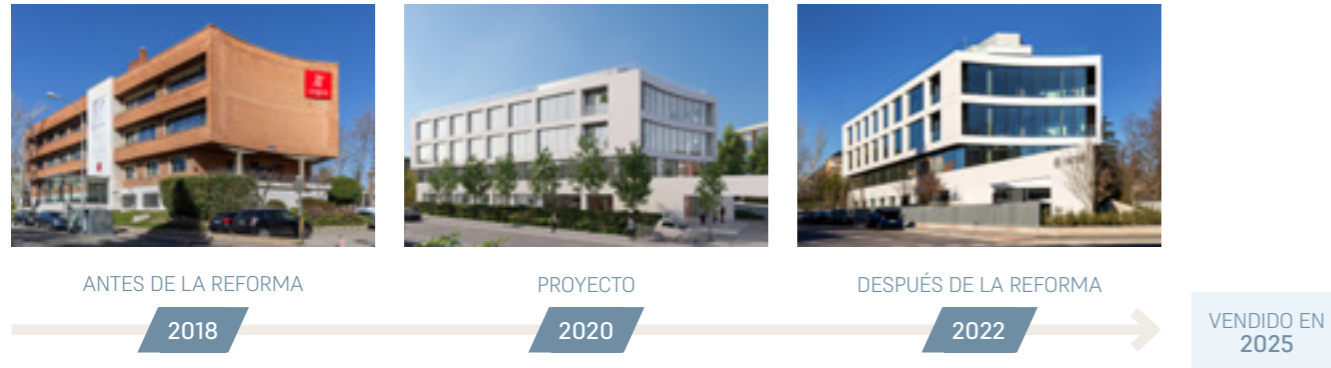 ANTES DE LA REFORMA
PROYECTO
DESPUÉS DE LA REFORMA
2018
2020
2022
VENDIDO EN
2025